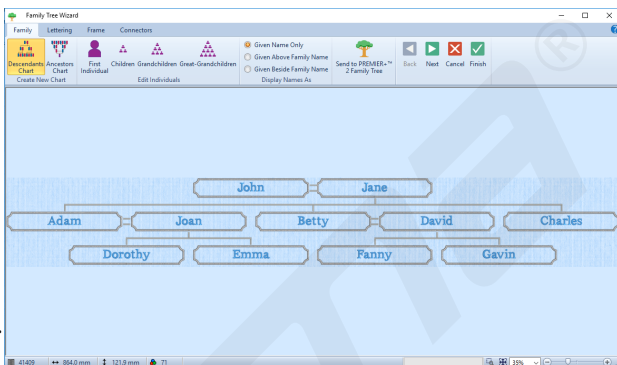 Family Tree Wizard
Family Lettering Frame Connectors
Descendants Chart
Ancestors Chart
First Individual
Children Grandchildren Great-Grandchildren
Given Name Only
Given Above Family Name
Given Beside Family Name
Send to PREMIER+™ 2 Family Tree
Back Next Cancel Finish
Create New Chart Edit Individuals Display Names As
John Jane
Adam Joan Betty David Charles
Dorothy Emma Fanny Gavin
41409 864.0 mm 121.9 mm 71 35%